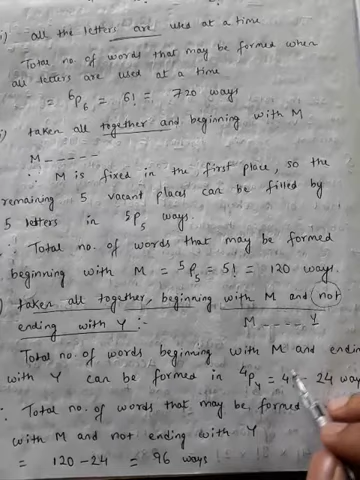 i) all the letters are used at a time
Total no. of words that may be formed when
all letters are used at a time
= ⁶P₆ = 6! = 720 ways
i) taken all together and beginning with M
M - - - - -
∴ M is fixed in the first place, so the
remaining 5 vacant places can be filled by
5 letters in ⁵P₅ ways.
∴ Total no. of words that may be formed
beginning with M = ⁵P₅ = 5! = 120 ways.
) taken all together, beginning with M and not
ending with Y :-
M - - - - Y
Total no. of words beginning with M and endin
with Y can be formed in ⁴P₄ = 4! = 24 way
∴ Total no. of words that may be formed
with M and not ending with Y
= 120 - 24 = 96 ways